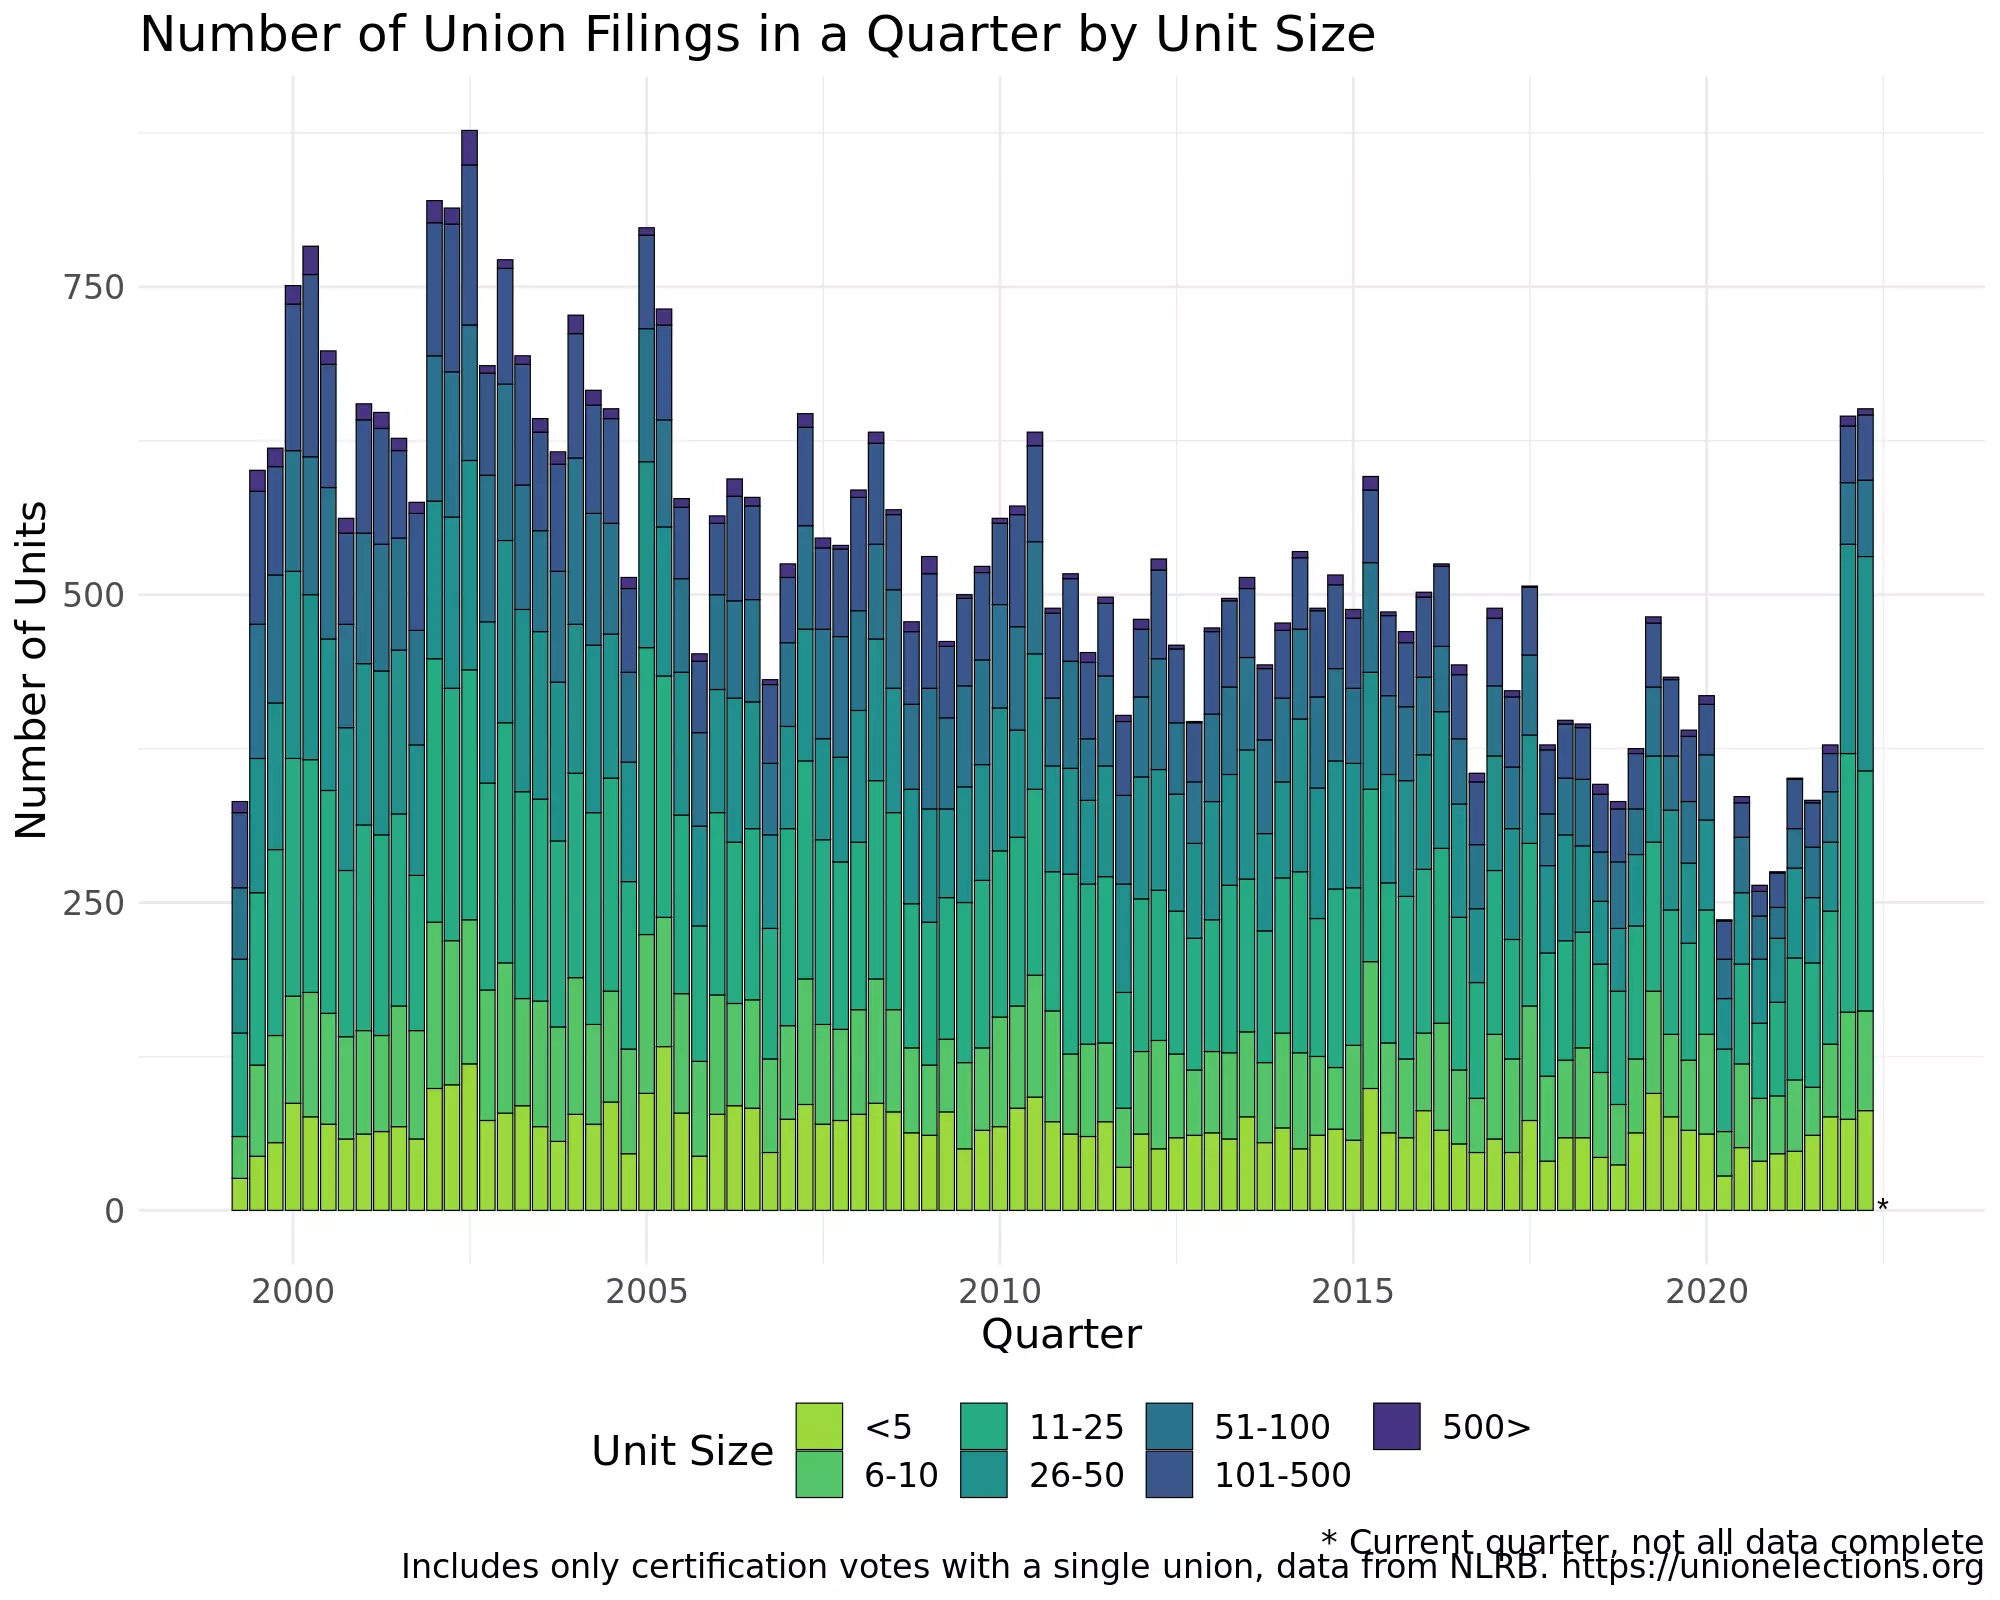 Number of Union Filings in a Quarter by Unit Size
Number of Units
750
500
250
0
*
2000 2005 2010 2015 2020
Quarter
Unit Size
<5 11-25 51-100 500>
6-10 26-50 101-500
* Current quarter, not all data complete
Includes only certification votes with a single union, data from NLRB. https://unionelections.org